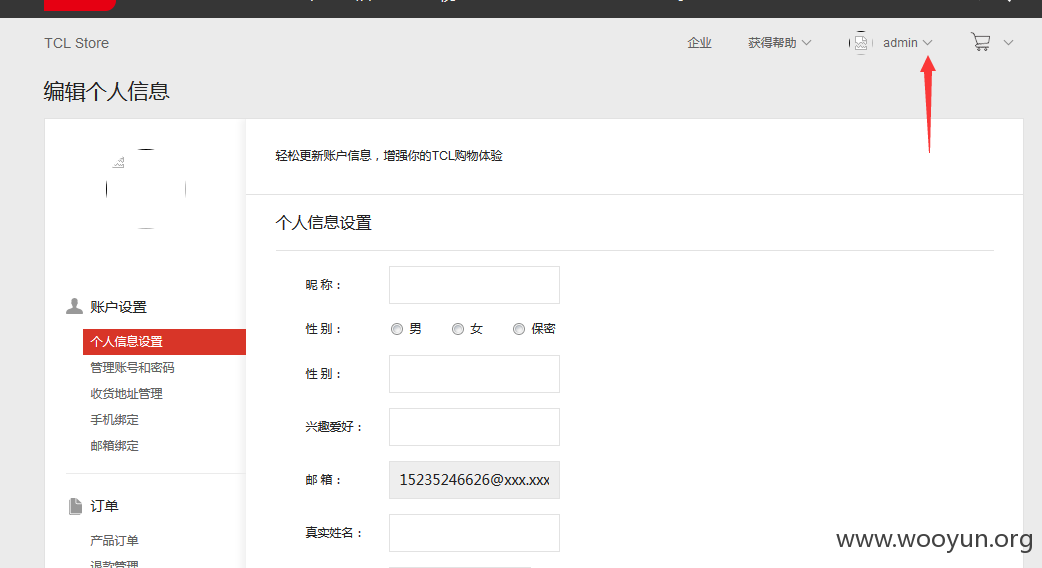 TCL Store
企业
获得帮助
admin
编辑个人信息
轻松更新账户信息，增强你的TCL购物体验
个人信息设置
昵 称：
性 别：
男
女
保密
性 别：
兴趣爱好：
邮 箱：
15235246626@xxx.xxx
真实姓名：
账户设置
个人信息设置
管理账号和密码
收货地址管理
手机绑定
邮箱绑定
订单
产品订单
退款管理
www.wooyun.org